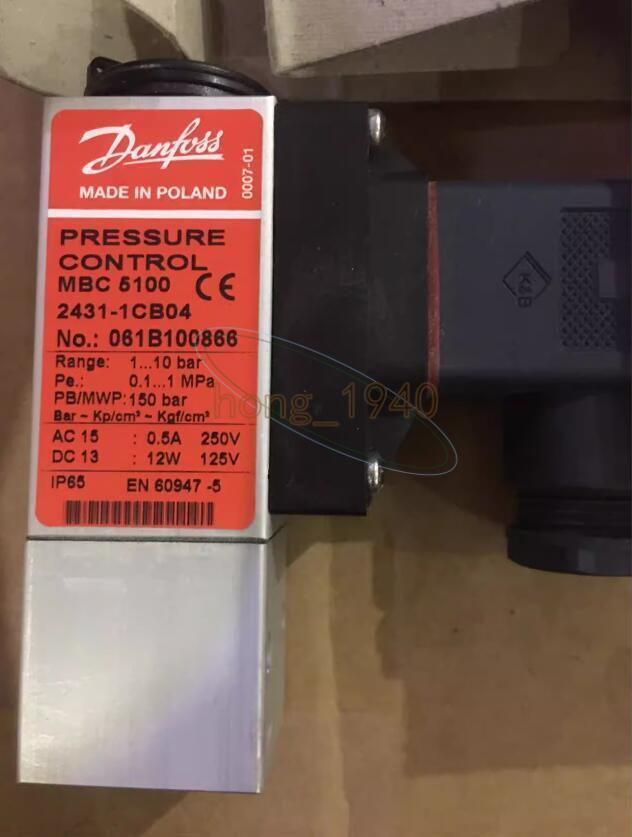 Danfoss
MADE IN POLAND
0007-01
PRESSURE
CONTROL
MBC 5100 CE
2431-1CB04
No.: 061B100866
Range: 1...10 bar
Pe.: 0.1...1 MPa
PB/MWP: 150 bar
Bar ~ Kp/cm² ~ Kgf/cm²
AC 15 : 0.5A 250V
DC 13 : 12W 125V
IP65 EN 60947 -5
hong_1940